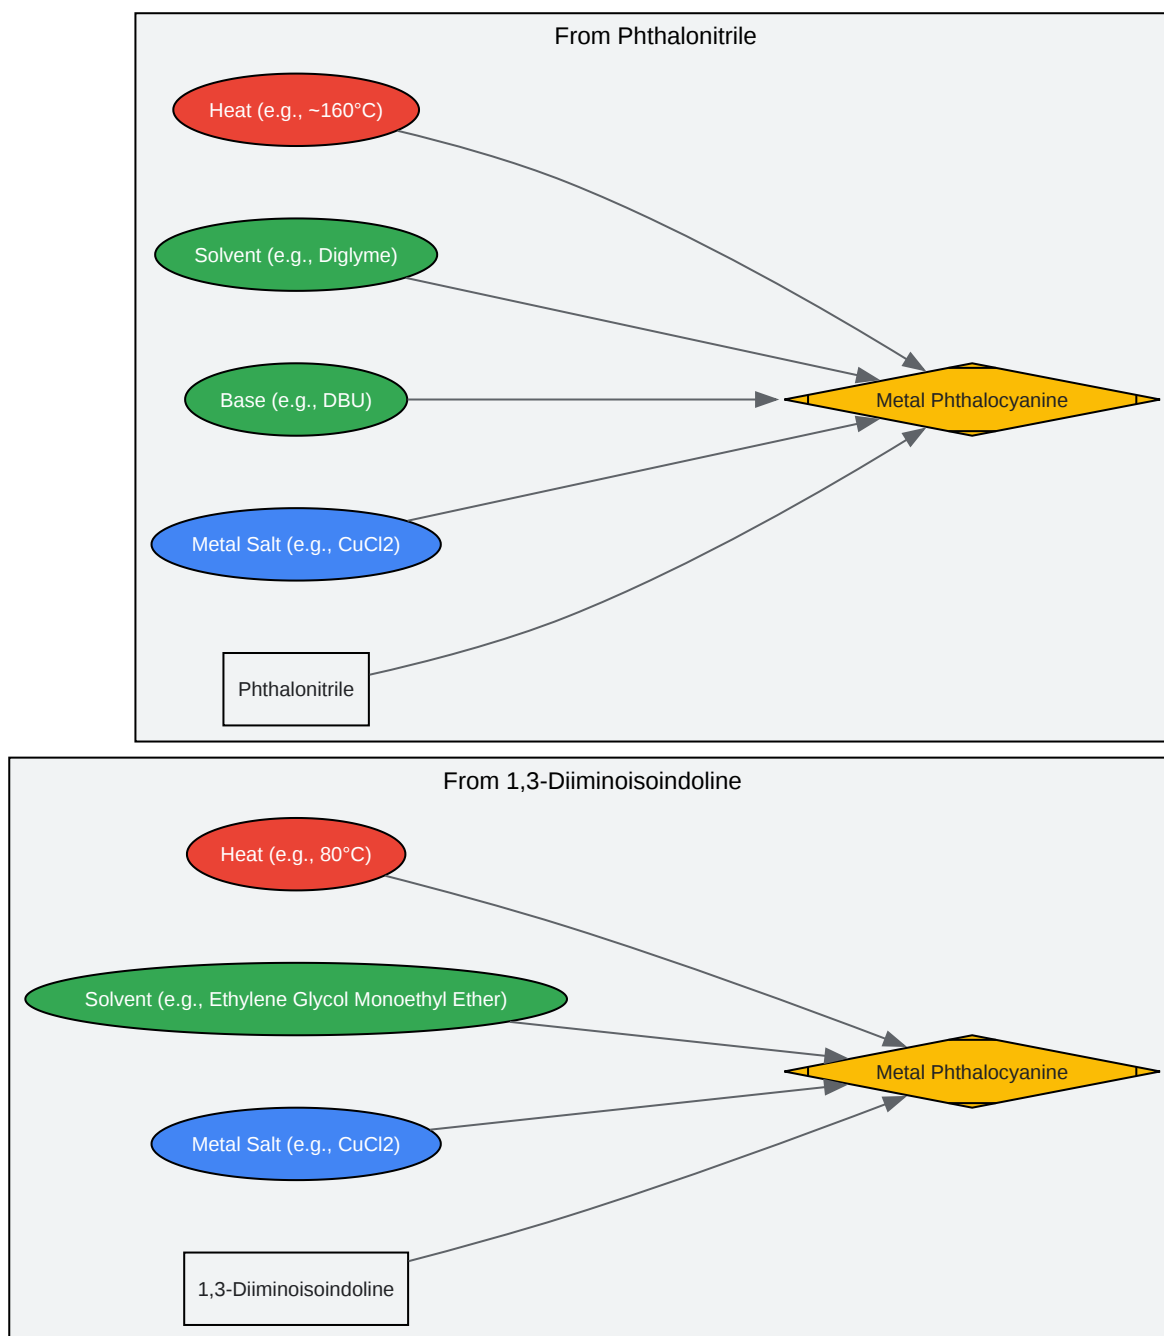 From Phthalonitrile
Heat (e.g., ~160°C)
Solvent (e.g., Diglyme)
Base (e.g., DBU)
Metal Phthalocyanine
Metal Salt (e.g., CuCl2)
Phthalonitrile
From 1,3-Diiminoisoindoline
Heat (e.g., 80°C)
Solvent (e.g., Ethylene Glycol Monoethyl Ether)
Metal Phthalocyanine
Metal Salt (e.g., CuCl2)
1,3-Diiminoisoindoline